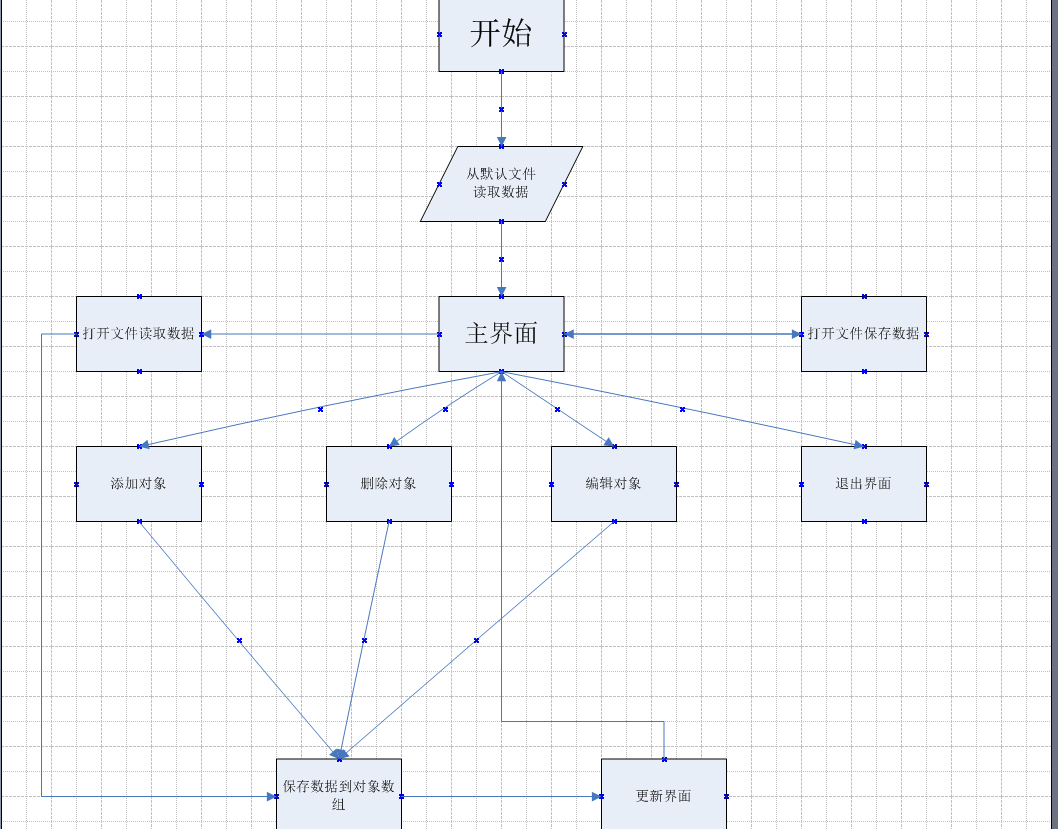 开始
从默认文件
读取数据
打开文件读取数据
主界面
打开文件保存数据
添加对象
删除对象
编辑对象
退出界面
保存数据到对象数
组
更新界面